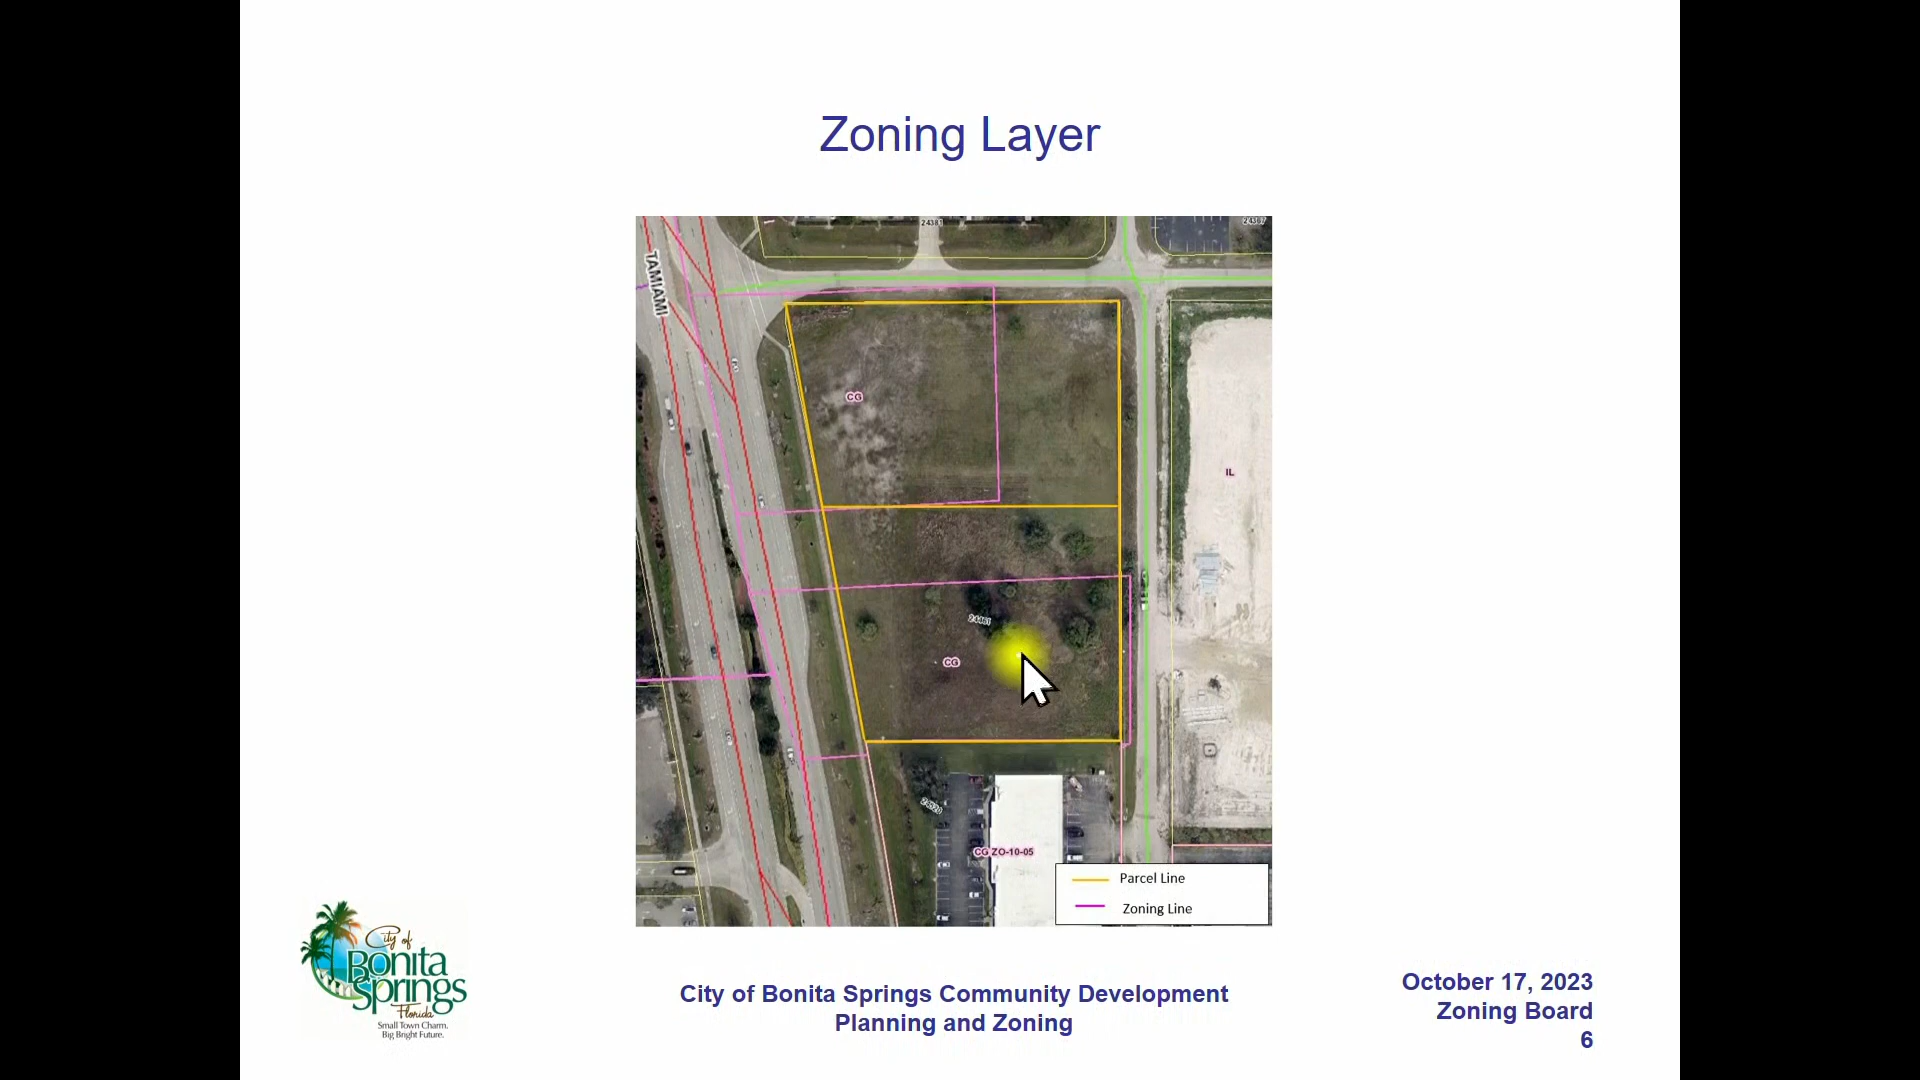 Zoning Layer
24381
TAMIAMI
CG
IL
24481
CG
CG ZO-10-05
Parcel Line
Zoning Line
City of
Bonita
Springs
Florida
Small Town Charm.
Big Bright Future.
City of Bonita Springs Community Development
Planning and Zoning
October 17, 2023
Zoning Board
6